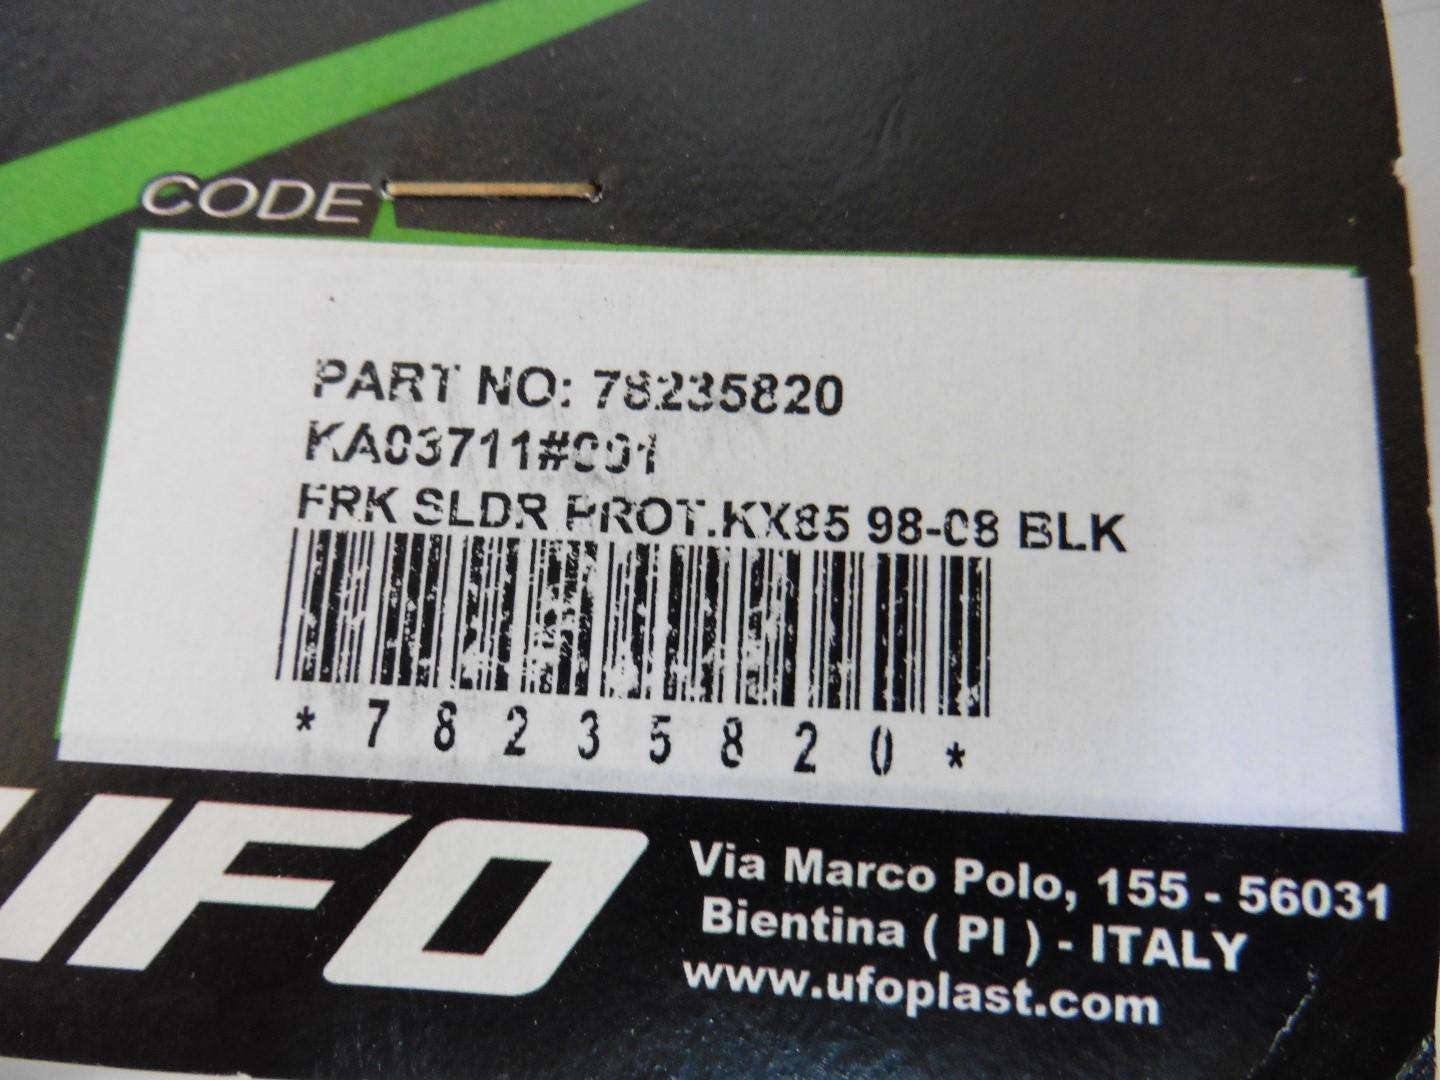 CODE
PART NO: 78235820
KA03711#001
FRK SLDR PROT.KX85 98-08 BLK
*78235820*
UFO
Via Marco Polo, 155 - 56031
Bientina ( PI ) - ITALY
www.ufoplast.com